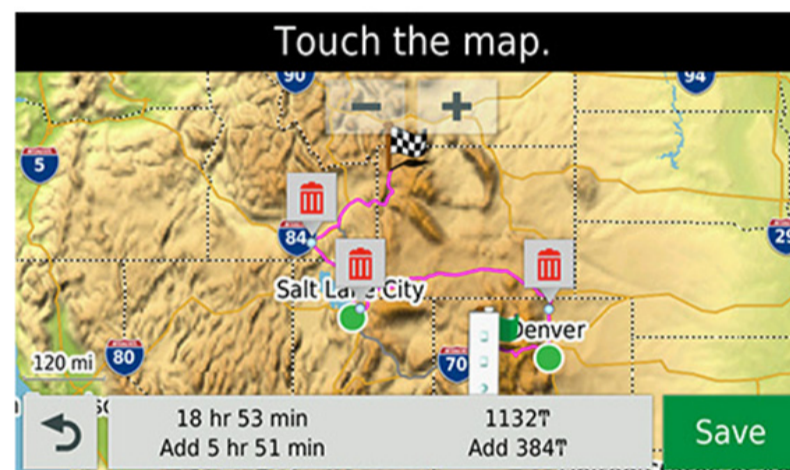 Touch the map.
90
94
5
84
29
Salt Lake City
Denver
120 mi
80
70
18 hr 53 min
1132
Add 5 hr 51 min
Add 384
Save